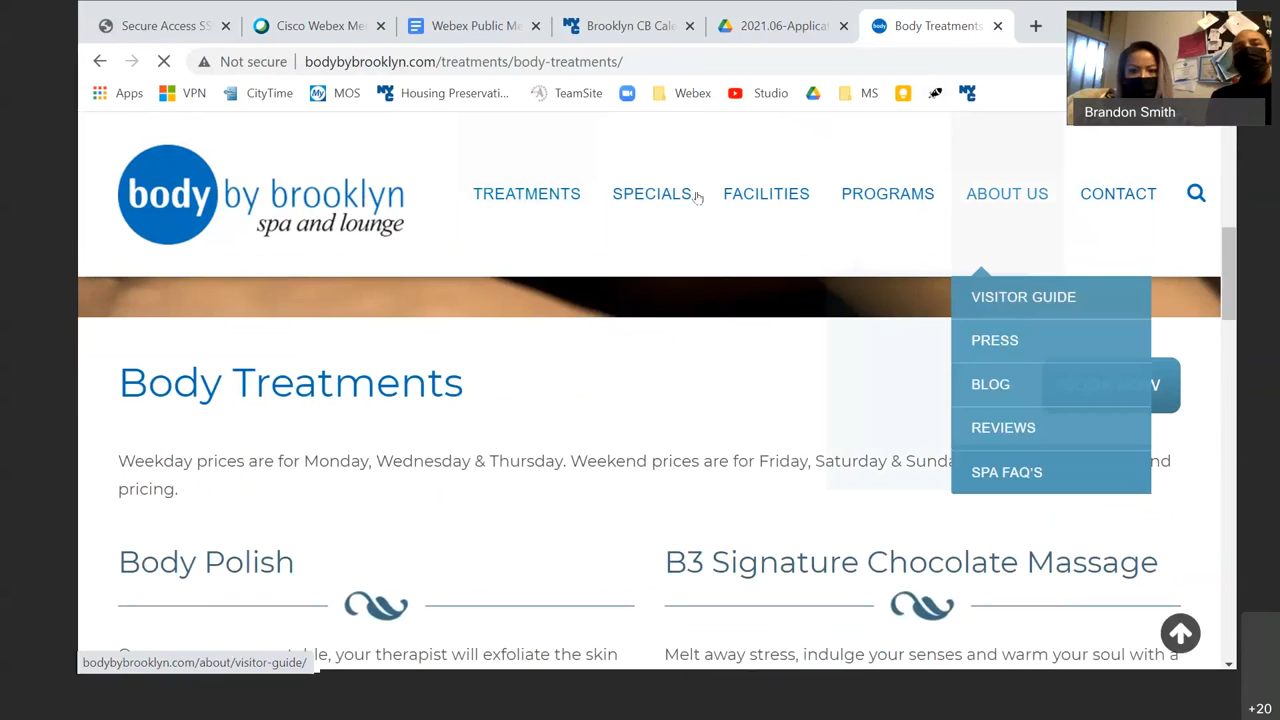 Secure Access SS
Cisco Webex Me
Webex Public Me
Brooklyn CB Cale
2021.06-Applicat
Body Treatments
Not secure
bodybybrooklyn.com/treatments/body-treatments/
Apps
VPN
CityTime
MOS
Housing Preservati...
TeamSite
Webex
Studio
MS
Brandon Smith
body by brooklyn
spa and lounge
TREATMENTS
SPECIALS
FACILITIES
PROGRAMS
ABOUT US
CONTACT
VISITOR GUIDE
PRESS
BLOG
REVIEWS
SPA FAQ'S
Body Treatments
Weekday prices are for Monday, Wednesday & Thursday. Weekend prices are for Friday, Saturday & Sunda nd
pricing.
Body Polish
B3 Signature Chocolate Massage
table, your therapist will exfoliate the skin
Melt away stress, indulge your senses and warm your soul with a
bodybybrooklyn.com/about/visitor-guide/
+20